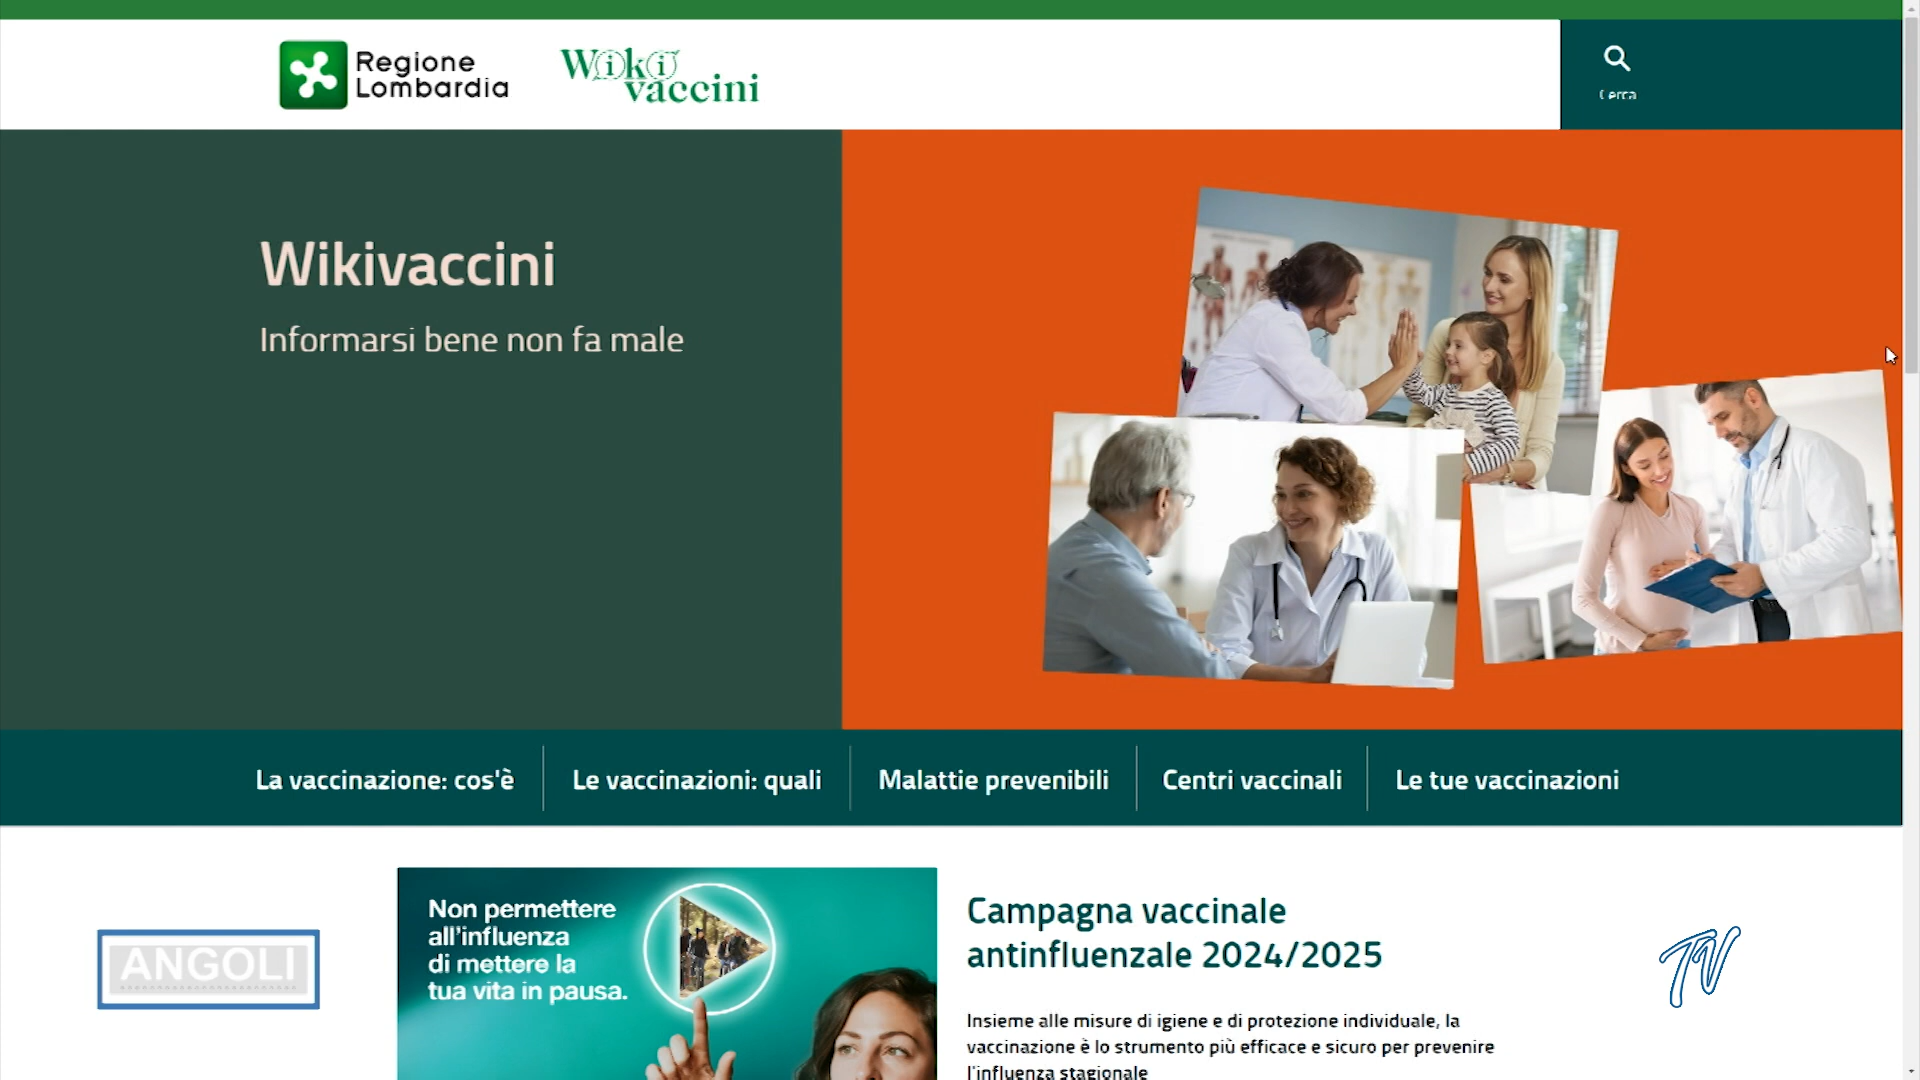 Regione
Lombardia
Wiki
vaccini
Cerca
Wikivaccini
Informarsi bene non fa male
La vaccinazione: cos'è
Le vaccinazioni: quali
Malattie prevenibili
Centri vaccinali
Le tue vaccinazioni
Non permettere
all'influenza
di mettere la
tua vita in pausa.
Campagna vaccinale
antinfluenzale 2024/2025
Insieme alle misure di igiene e di protezione individuale, la
vaccinazione è lo strumento più efficace e sicuro per prevenire
l'influenza stagionale
ANGOLI
TV